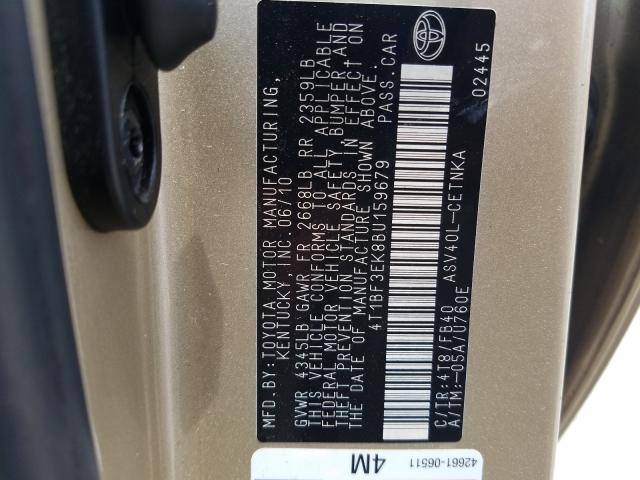 MFD. BY: TOYOTA MOTOR MANUFACTURING,
KENTUCKY, INC. 06/10
GVWR 4345LB GAWR FR 2668LB RR 2359LB
THIS VEHICLE CONFORMS TO ALL APPLICABLE
FEDERAL MOTOR VEHICLE SAFETY, BUMPER AND
THEFT PREVENTION STANDARDS IN EFFECT ON
THE DATE OF MANUFACTURE SHOWN ABOVE.
4T1BF3EK8BU159679 PASS. CAR
C/TR: 4T8/FB40 ASV40L-CETNKA
A/TM: -05A/U760E
02445
4M
42661-06511